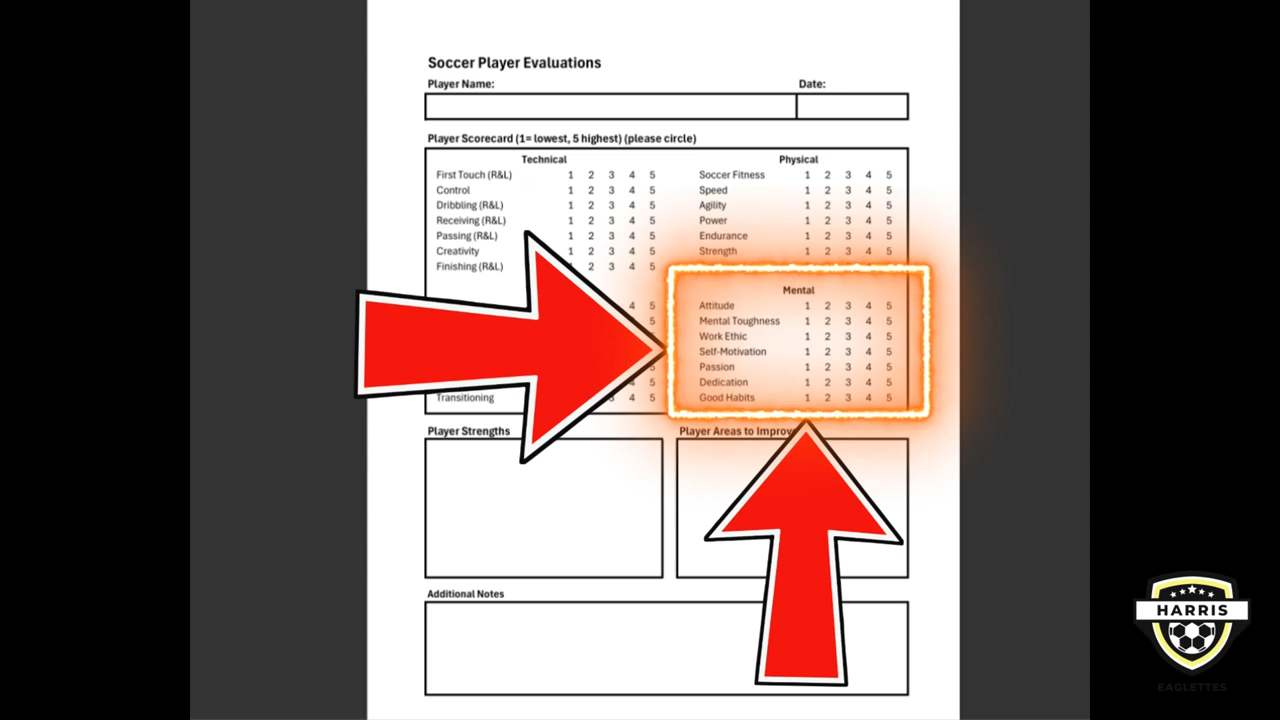 Soccer Player Evaluations
Player Name: Date:
Player Scorecard (1= lowest, 5 highest) (please circle)
Technical
First Touch (R&L) 1 2 3 4 5
Control 1 2 3 4 5
Dribbling (R&L) 1 2 3 4 5
Receiving (R&L) 1 2 3 4 5
Passing (R&L) 1 2 3 4 5
Creativity 1 2 3 4 5
Finishing (R&L) 2 3 4 5
4 5
5
5
4 5
Transitioning 3 4 5
Physical
Soccer Fitness 1 2 3 4 5
Speed 1 2 3 4 5
Agility 1 2 3 4 5
Power 1 2 3 4 5
Endurance 1 2 3 4 5
Strength 1 2 3 4 5
Mental
Attitude 1 2 3 4 5
Mental Toughness 1 2 3 4 5
Work Ethic 1 2 3 4 5
Self-Motivation 1 2 3 4 5
Passion 1 2 3 4 5
Dedication 1 2 3 4 5
Good Habits 1 2 3 4 5
Player Strengths
Player Areas to Improve
Additional Notes
HARRIS
EAGLETTES